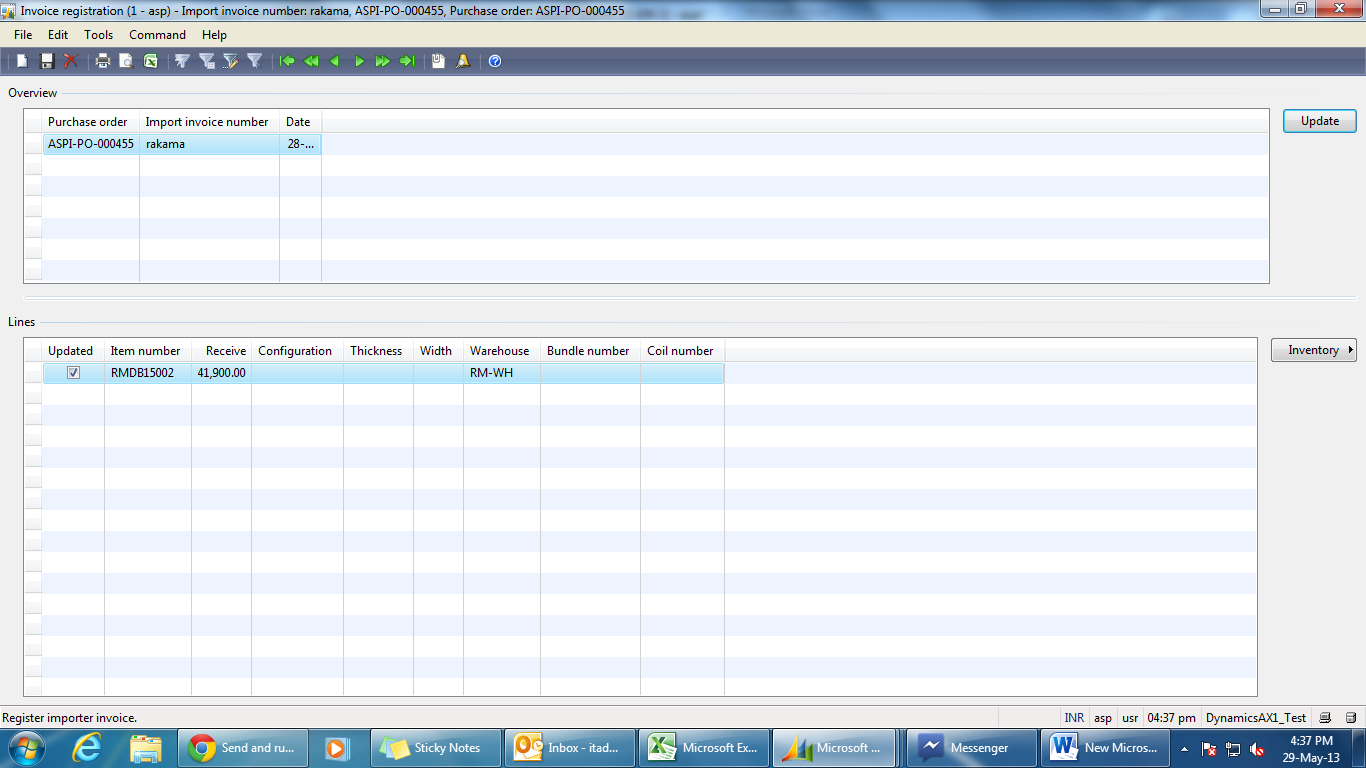 Invoice registration (1 - asp) - Import invoice number: rakama, ASPI-PO-000455, Purchase order: ASPI-PO-000455
File Edit Tools Command Help
Overview
Purchase order Import invoice number Date
ASPI-PO-000455 rakama 28-...
Update
Lines
Updated Item number Receive Configuration Thickness Width Warehouse Bundle number Coil number
RMDB15002 41,900.00 RM-WH
Inventory
Register importer invoice.
INR asp usr 04:37 pm DynamicsAX1_Test
Send and ru... Sticky Notes Inbox - itad... Microsoft Ex... Microsoft ... Messenger New Micros...
4:37 PM
29-May-13